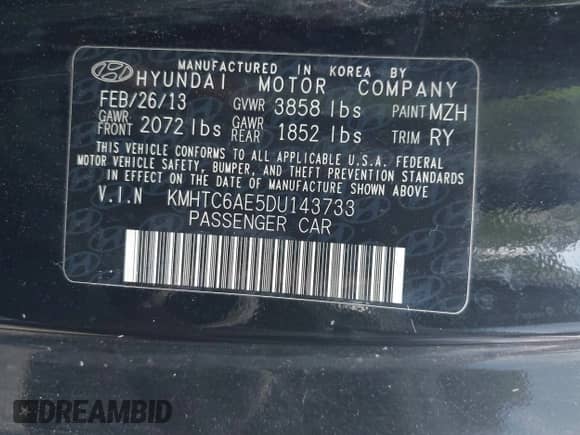 MANUFACTURED IN KOREA BY
HYUNDAI MOTOR COMPANY
FEB/26/13 GVWR 3858 lbs PAINT MZH
GAWR FRONT 2072 lbs GAWR REAR 1852 lbs TRIM RY
THIS VEHICLE CONFORMS TO ALL APPLICABLE U.S.A. FEDERAL
MOTOR VEHICLE SAFETY, BUMPER, AND THEFT PREVENTION STANDARDS
IN EFFECT ON THE DATE OF MANUFACTURE SHOWN ABOVE.
V.I.N KMHTC6AE5DU143733
PASSENGER CAR
DREAMBID